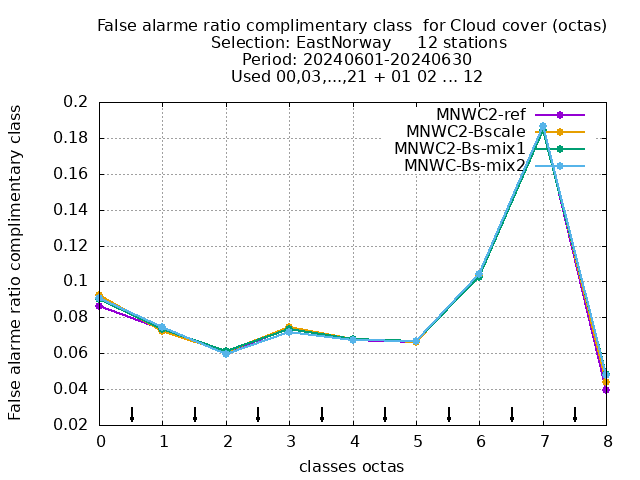 False alarme ratio complimentary class  for Cloud cover (octas)
Selection: EastNorway     12 stations
Period: 20240601-20240630
Used 00,03,...,21 + 01 02 ... 12
False alarme ratio complimentary class
0.2
0.18
0.16
0.14
0.12
0.1
0.08
0.06
0.04
0.02
MNWC2-ref
MNWC2-Bscale
MNWC2-Bs-mix1
MNWC-Bs-mix2
0 1 2 3 4 5 6 7 8
classes octas